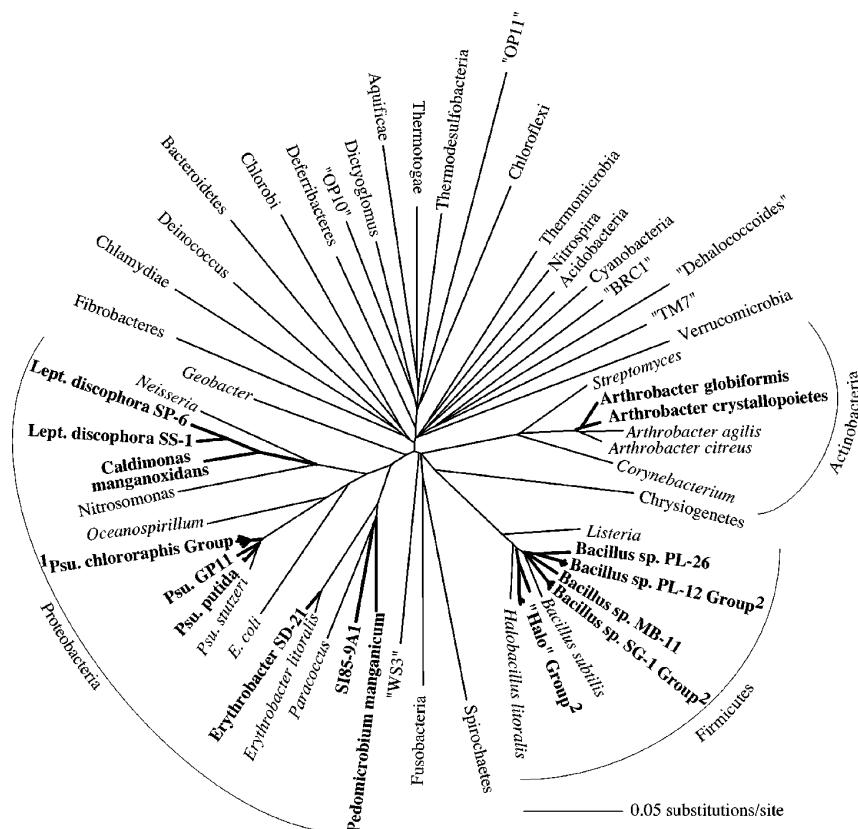 "OP11"
Thermodesulfobacteria
Thermotogae
Aquificae
Chloroflexi
Dictyoglomus
"OP10"
Deferribacteres
Chlorobi
Bacteroidetes
Deinococcus
Chlamydiae
Fibrobacteres
Geobacter
Thermomicrobia
Nitrospira
Acidobacteria
Cyanobacteria
"BRC1"
"Dehalococcoides"
"TM7"
Verrucomicrobia
Streptomyces
Arthrobacter globiformis
Arthrobacter crystallopoietes
Arthrobacter agilis
Arthrobacter citreus
Corynebacterium
Actinobacteria
Chrysiogenetes
Listeria
Bacillus sp. PL-26
Bacillus sp. PL-12 Group2
Bacillus sp. MB-11
Bacillus sp. SG-1 Group2
Bacillus subtilis
"Halo" Group2
Halobacillus litoralis
Firmicutes
Spirochaetes
Fusobacteria
"WS3"
Pedomicrobium manganicum
SI85-9A1
Paracoccus
Erythrobacter litoralis
Erythrobacter SD-21
E. coli
Psu. stutzeri
Psu. putida
Psu. GP11
1Psu. chlororaphis Group
Oceanospirillum
Nitrosomonas
Caldimonas
manganoxidans
Lept. discophora SS-1
Lept. discophora SP-6
Neisseria
Proteobacteria
0.05 substitutions/site